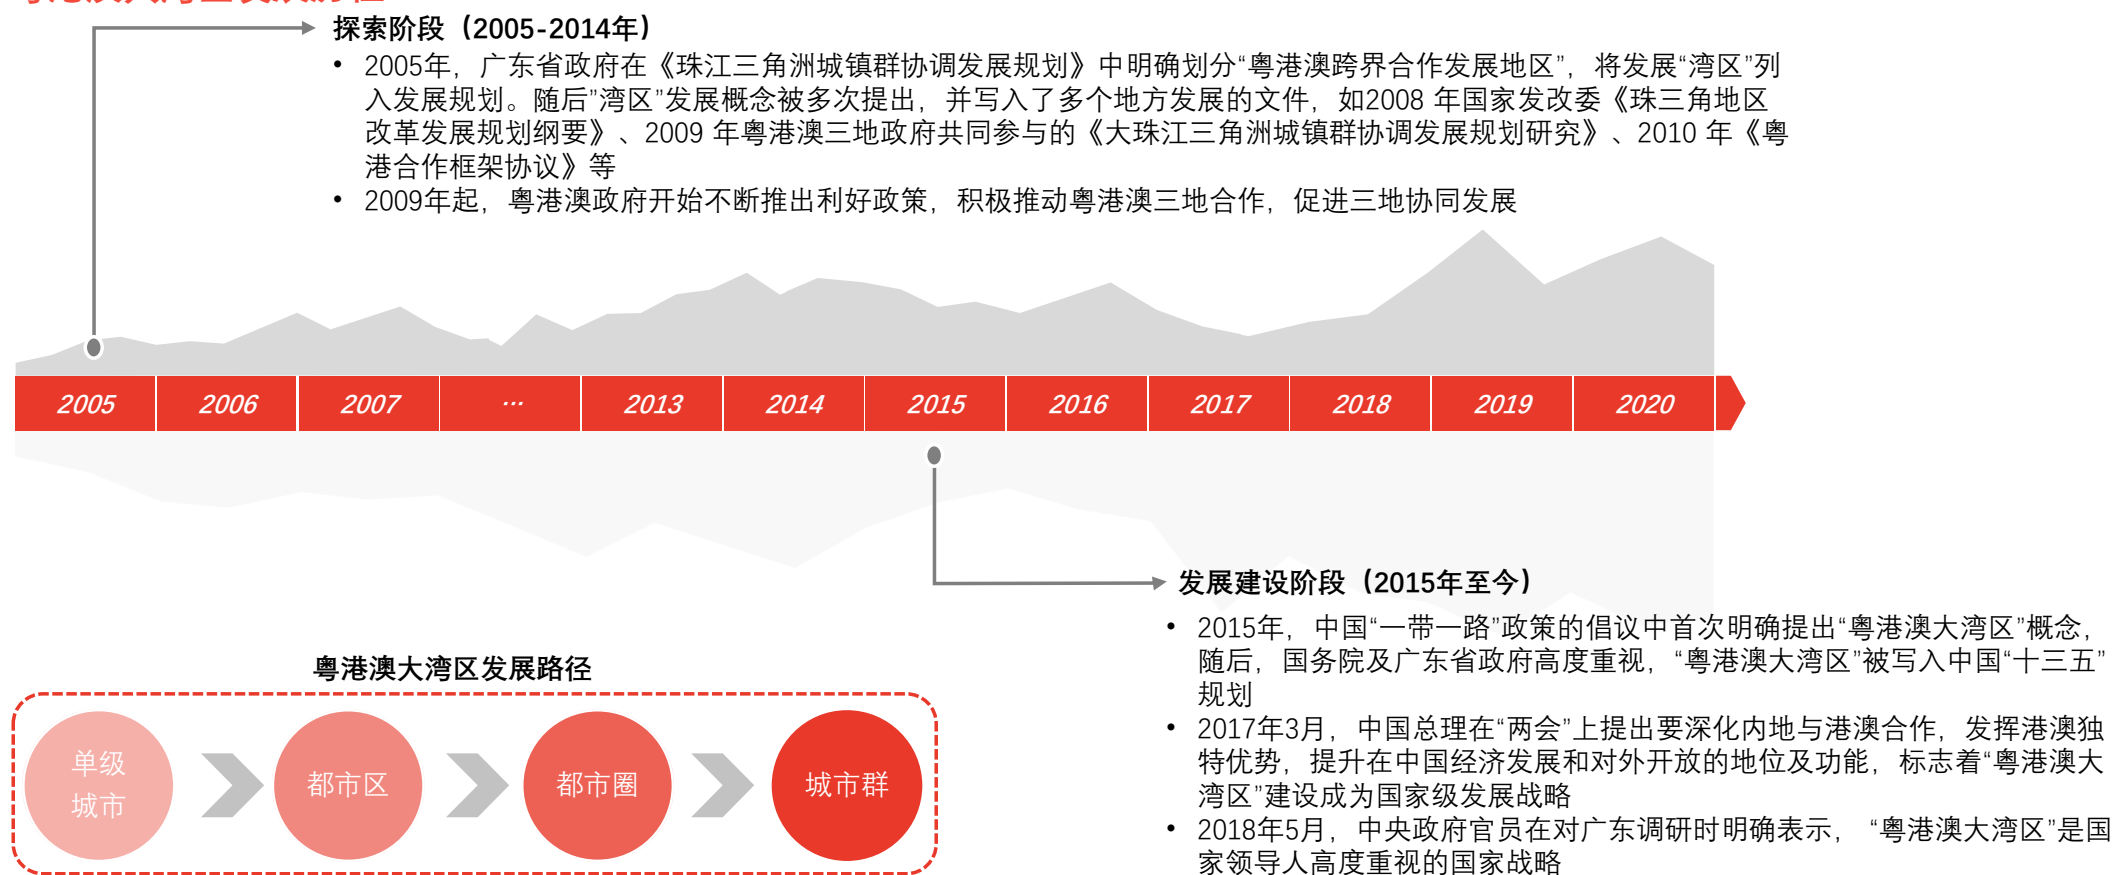 探索阶段（2005-2014年）
• 2005年，广东省政府在《珠江三角洲城镇群协调发展规划》中明确划分“粤港澳跨界合作发展地区”，将发展“湾区”列
入发展规划。随后”湾区”发展概念被多次提出，并写入了多个地方发展的文件，如2008 年国家发改委《珠三角地区
改革发展规划纲要》、2009 年粤港澳三地政府共同参与的《大珠江三角洲城镇群协调发展规划研究》、2010 年《粤
港合作框架协议》等
• 2009年起，粤港澳政府开始不断推出利好政策，积极推动粤港澳三地合作，促进三地协同发展
2005 2006 2007 ... 2013 2014 2015 2016 2017 2018 2019 2020
发展建设阶段（2015年至今）
• 2015年，中国“一带一路”政策的倡议中首次明确提出“粤港澳大湾区”概念，
随后，国务院及广东省政府高度重视，“粤港澳大湾区”被写入中国“十三五”
规划
• 2017年3月，中国总理在“两会”上提出要深化内地与港澳合作，发挥港澳独
特优势，提升在中国经济发展和对外开放的地位及功能，标志着“粤港澳大
湾区”建设成为国家级发展战略
• 2018年5月，中央政府官员在对广东调研时明确表示， “粤港澳大湾区”是国
家领导人高度重视的国家战略
粤港澳大湾区发展路径
单级
城市
都市区
都市圈
城市群